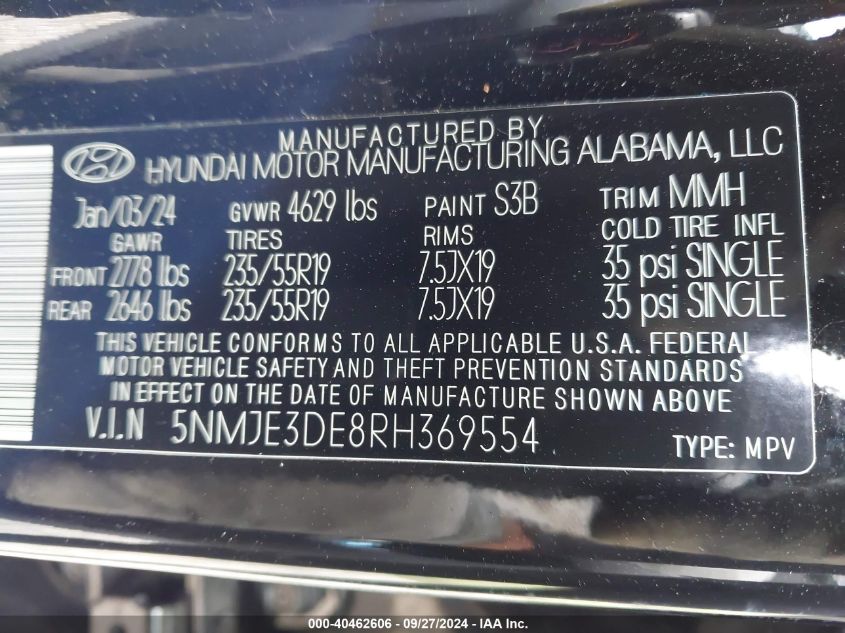 MANUFACTURED BY
HYUNDAI MOTOR MANUFACTURING ALABAMA, LLC
Jan/03/24 GVWR 4629 lbs PAINT S3B TRIM MMH
GAWR TIRES RIMS COLD TIRE INFL
FRONT 2778 lbs 235/55R19 7.5JX19 35 psi SINGLE
REAR 2646 lbs 235/55R19 7.5JX19 35 psi SINGLE
THIS VEHICLE CONFORMS TO ALL APPLICABLE U.S.A. FEDERAL
MOTOR VEHICLE SAFETY AND THEFT PREVENTION STANDARDS
IN EFFECT ON THE DATE OF MANUFACTURE SHOWN ABOVE
V.I.N 5NMJE3DE8RH369554 TYPE: MPV
000-40462606 - 09/27/2024 - IAA Inc.